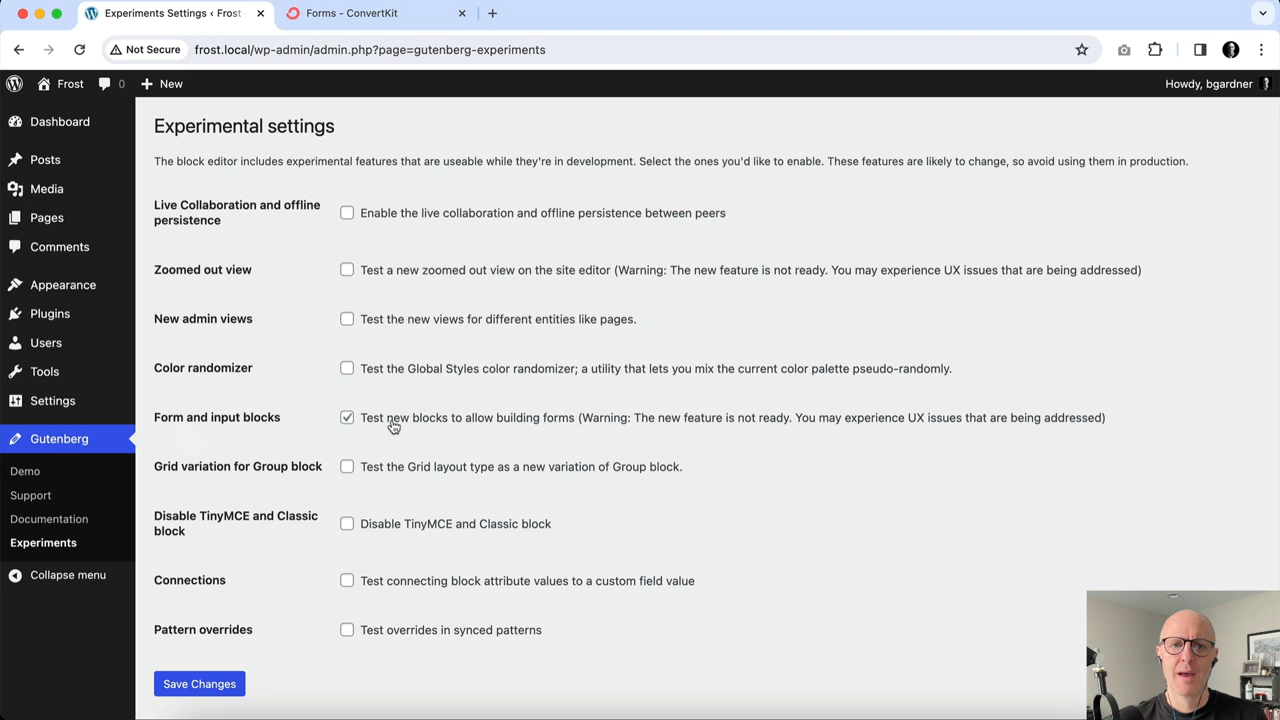 Experiments Settings ‹ Frost
Forms - ConvertKit
Not Secure
frost.local/wp-admin/admin.php?page=gutenberg-experiments
Frost
0
New
Howdy, bgardner
Dashboard
Posts
Media
Pages
Comments
Appearance
Plugins
Users
Tools
Settings
Gutenberg
Demo
Support
Documentation
Experiments
Collapse menu
Experimental settings
The block editor includes experimental features that are useable while they're in development. Select the ones you'd like to enable. These features are likely to change, so avoid using them in production.
Live Collaboration and offline
persistence
Enable the live collaboration and offline persistence between peers
Zoomed out view
Test a new zoomed out view on the site editor (Warning: The new feature is not ready. You may experience UX issues that are being addressed)
New admin views
Test the new views for different entities like pages.
Color randomizer
Test the Global Styles color randomizer; a utility that lets you mix the current color palette pseudo-randomly.
Form and input blocks
Test new blocks to allow building forms (Warning: The new feature is not ready. You may experience UX issues that are being addressed)
Grid variation for Group block
Test the Grid layout type as a new variation of Group block.
Disable TinyMCE and Classic
block
Disable TinyMCE and Classic block
Connections
Test connecting block attribute values to a custom field value
Pattern overrides
Test overrides in synced patterns
Save Changes